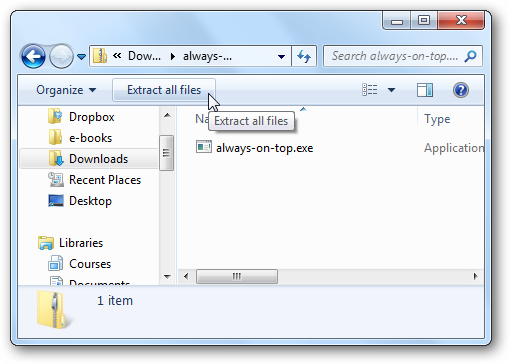 « Dow... ▸ always-...
Search always-on-top....
Organize
Extract all files
Extract all files
Type
Dropbox
e-books
Downloads
Recent Places
Desktop
Libraries
Courses
Documents
always-on-top.exe
Application
1 item